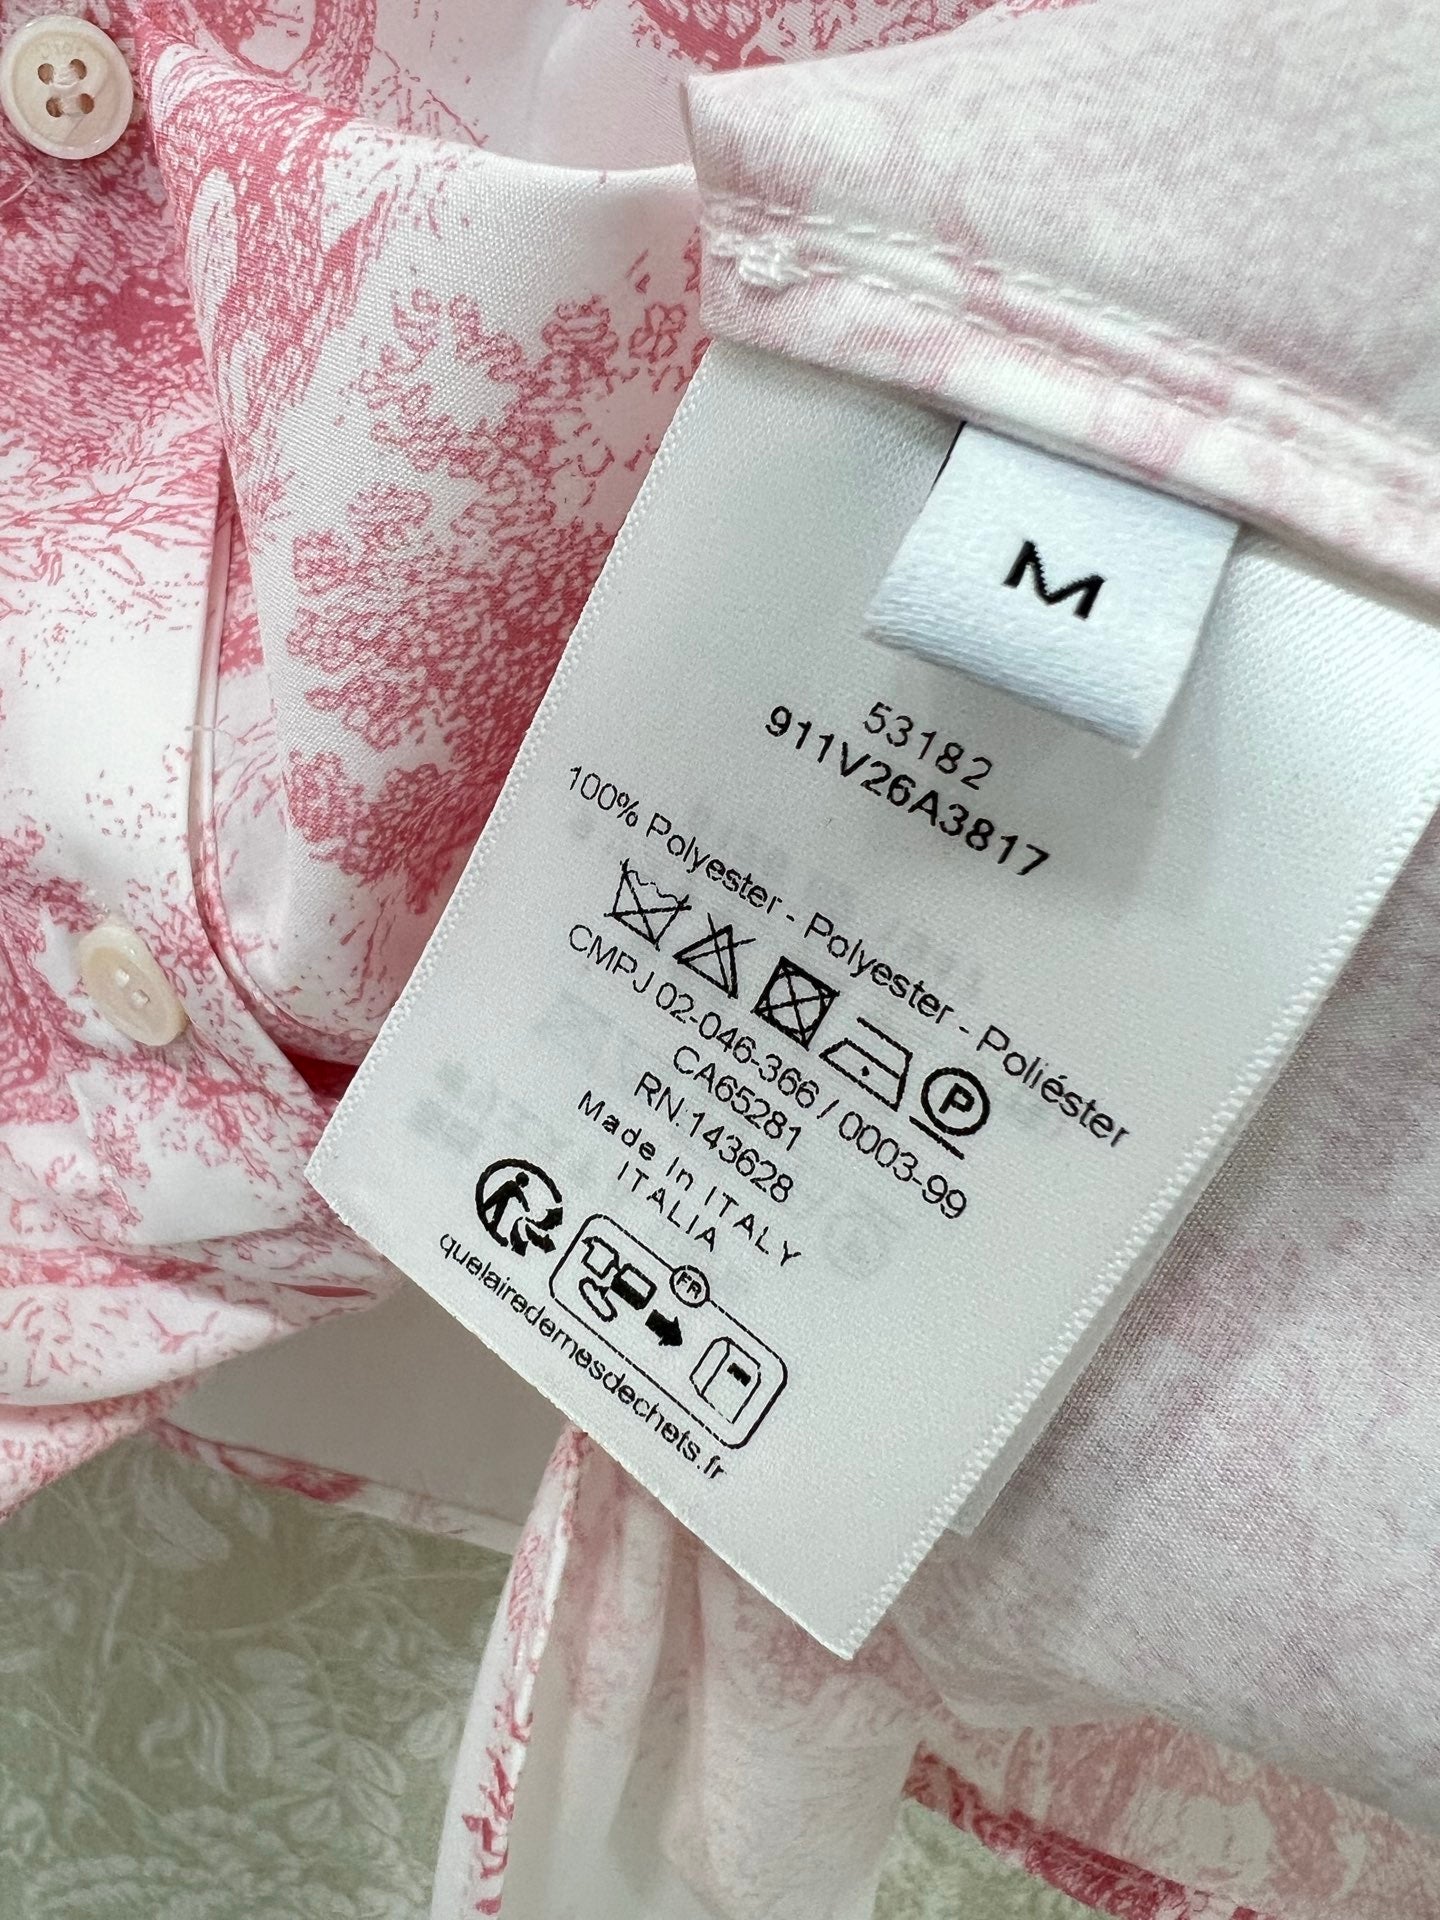 M
53182
911V26A3817
100% Polyester - Polyester - Poliéster
P
CMPJ 02-046-366 / 0003-99
CA65281
RN:143628
Made In ITALY
ITALIA
FR
quefairedemesdechets.fr